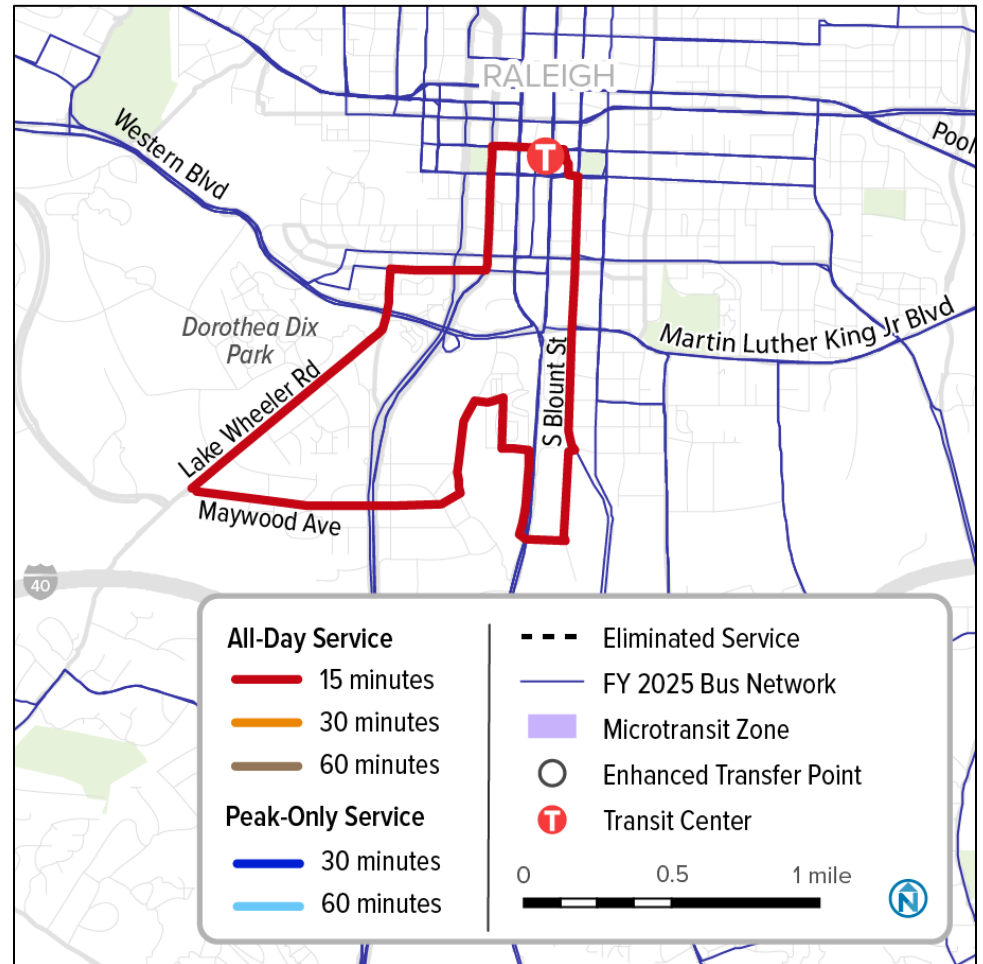 RALEIGH
T
Western Blvd
Pool
Dorothea Dix
Park
Martin Luther King Jr Blvd
Lake Wheeler Rd
S Blount St
Maywood Ave
40
All-Day Service
15 minutes
30 minutes
60 minutes
Peak-Only Service
30 minutes
60 minutes
Eliminated Service
FY 2025 Bus Network
Microtransit Zone
Enhanced Transfer Point
T Transit Center
0 0.5 1 mile
N